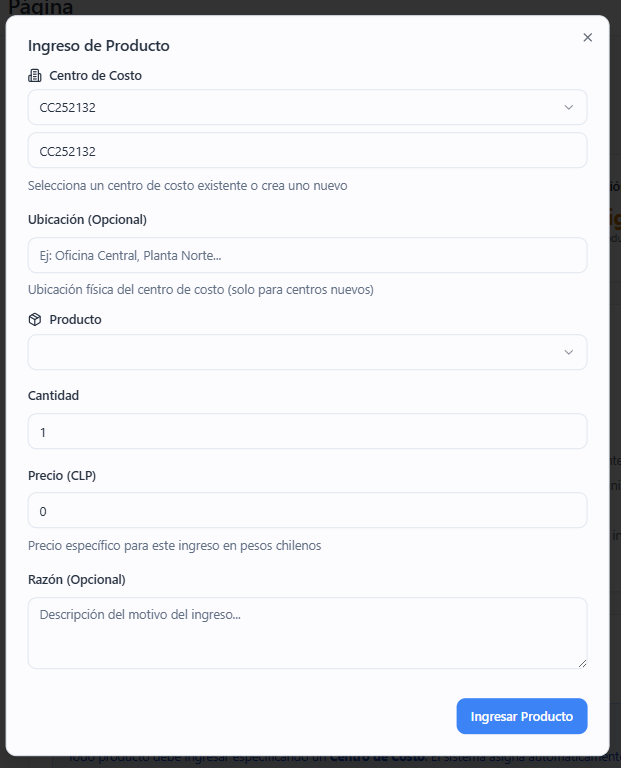 Página
Ingreso de Producto
Centro de Costo
CC252132
CC252132
Selecciona un centro de costo existente o crea uno nuevo
Ubicación (Opcional)
Ej: Oficina Central, Planta Norte...
Ubicación física del centro de costo (solo para centros nuevos)
Producto
Cantidad
1
Precio (CLP)
0
Precio específico para este ingreso en pesos chilenos
Razón (Opcional)
Descripción del motivo del ingreso...
Ingresar Producto
Todo producto debe ingresar especificando un Centro de Costo. El sistema asigna automáticamente